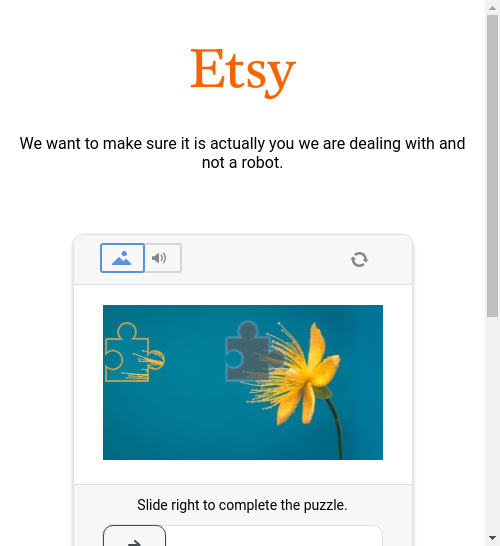 Etsy
We want to make sure it is actually you we are dealing with and
not a robot.
Slide right to complete the puzzle.